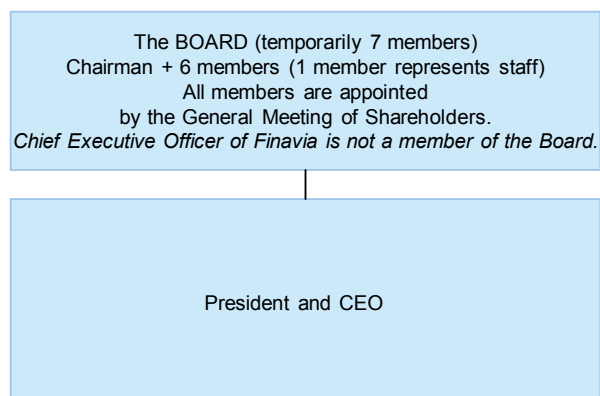 The BOARD (temporarily 7 members)
Chairman + 6 members (1 member represents staff)
All members are appointed
by the General Meeting of Shareholders.
Chief Executive Officer of Finavia is not a member of the Board.
President and CEO